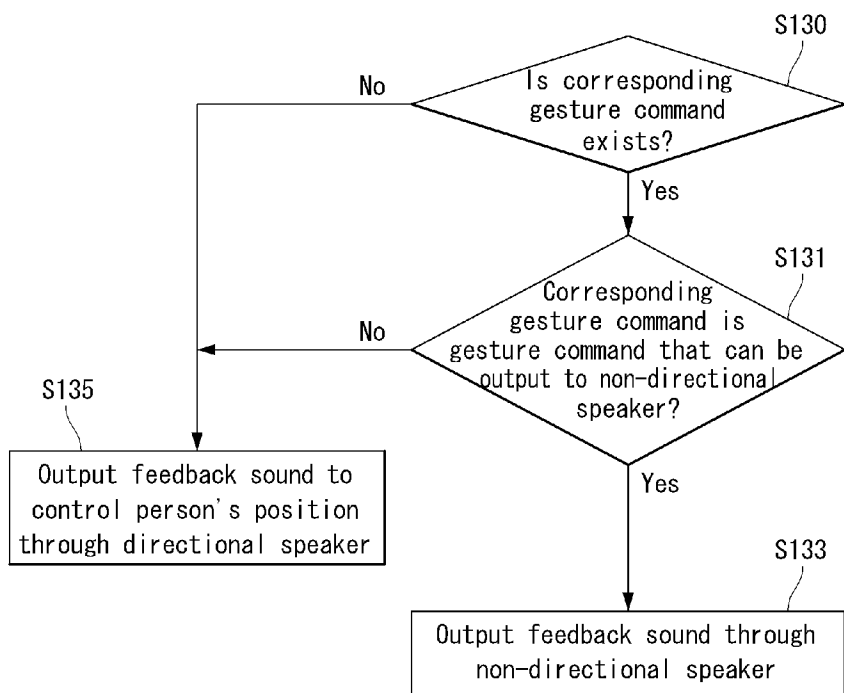 S130
Is corresponding
gesture command
exists?
No
Yes
S131
Corresponding
gesture command is
gesture command that can be
output to non-directional
speaker?
No
Yes
S135
Output feedback sound to
control person's position
through directional speaker
S133
Output feedback sound through
non-directional speaker